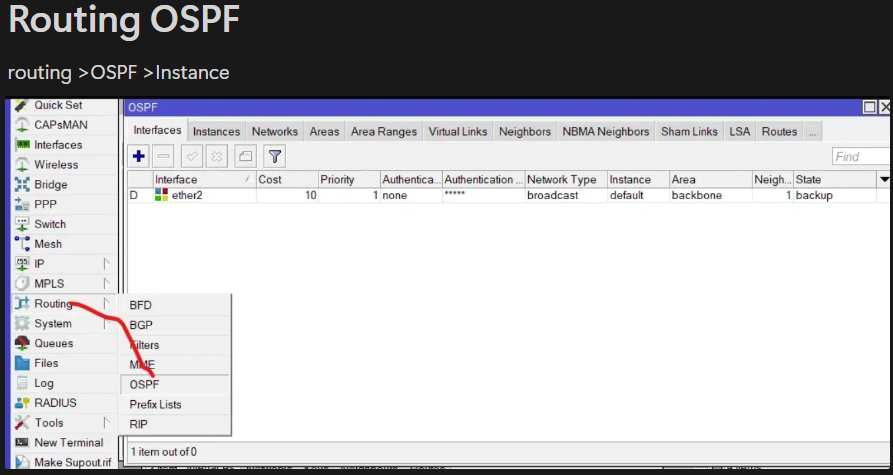 Routing OSPF
routing >OSPF >Instance
Quick Set
CAPsMAN
Interfaces
Wireless
Bridge
PPP
Switch
Mesh
IP
MPLS
Routing
System
Queues
Files
Log
RADIUS
Tools
New Terminal
Make Supout.rif
BFD
BGP
Filters
MME
OSPF
Prefix Lists
RIP
OSPF
Interfaces Instances Networks Areas Area Ranges Virtual Links Neighbors NBMA Neighbors Sham Links LSA Routes ...
Find
Interface Cost Priority Authentica... Authentication ... Network Type Instance Area Neigh... State
D ether2 10 1 none ***** broadcast default backbone 1 backup
1 item out of 0